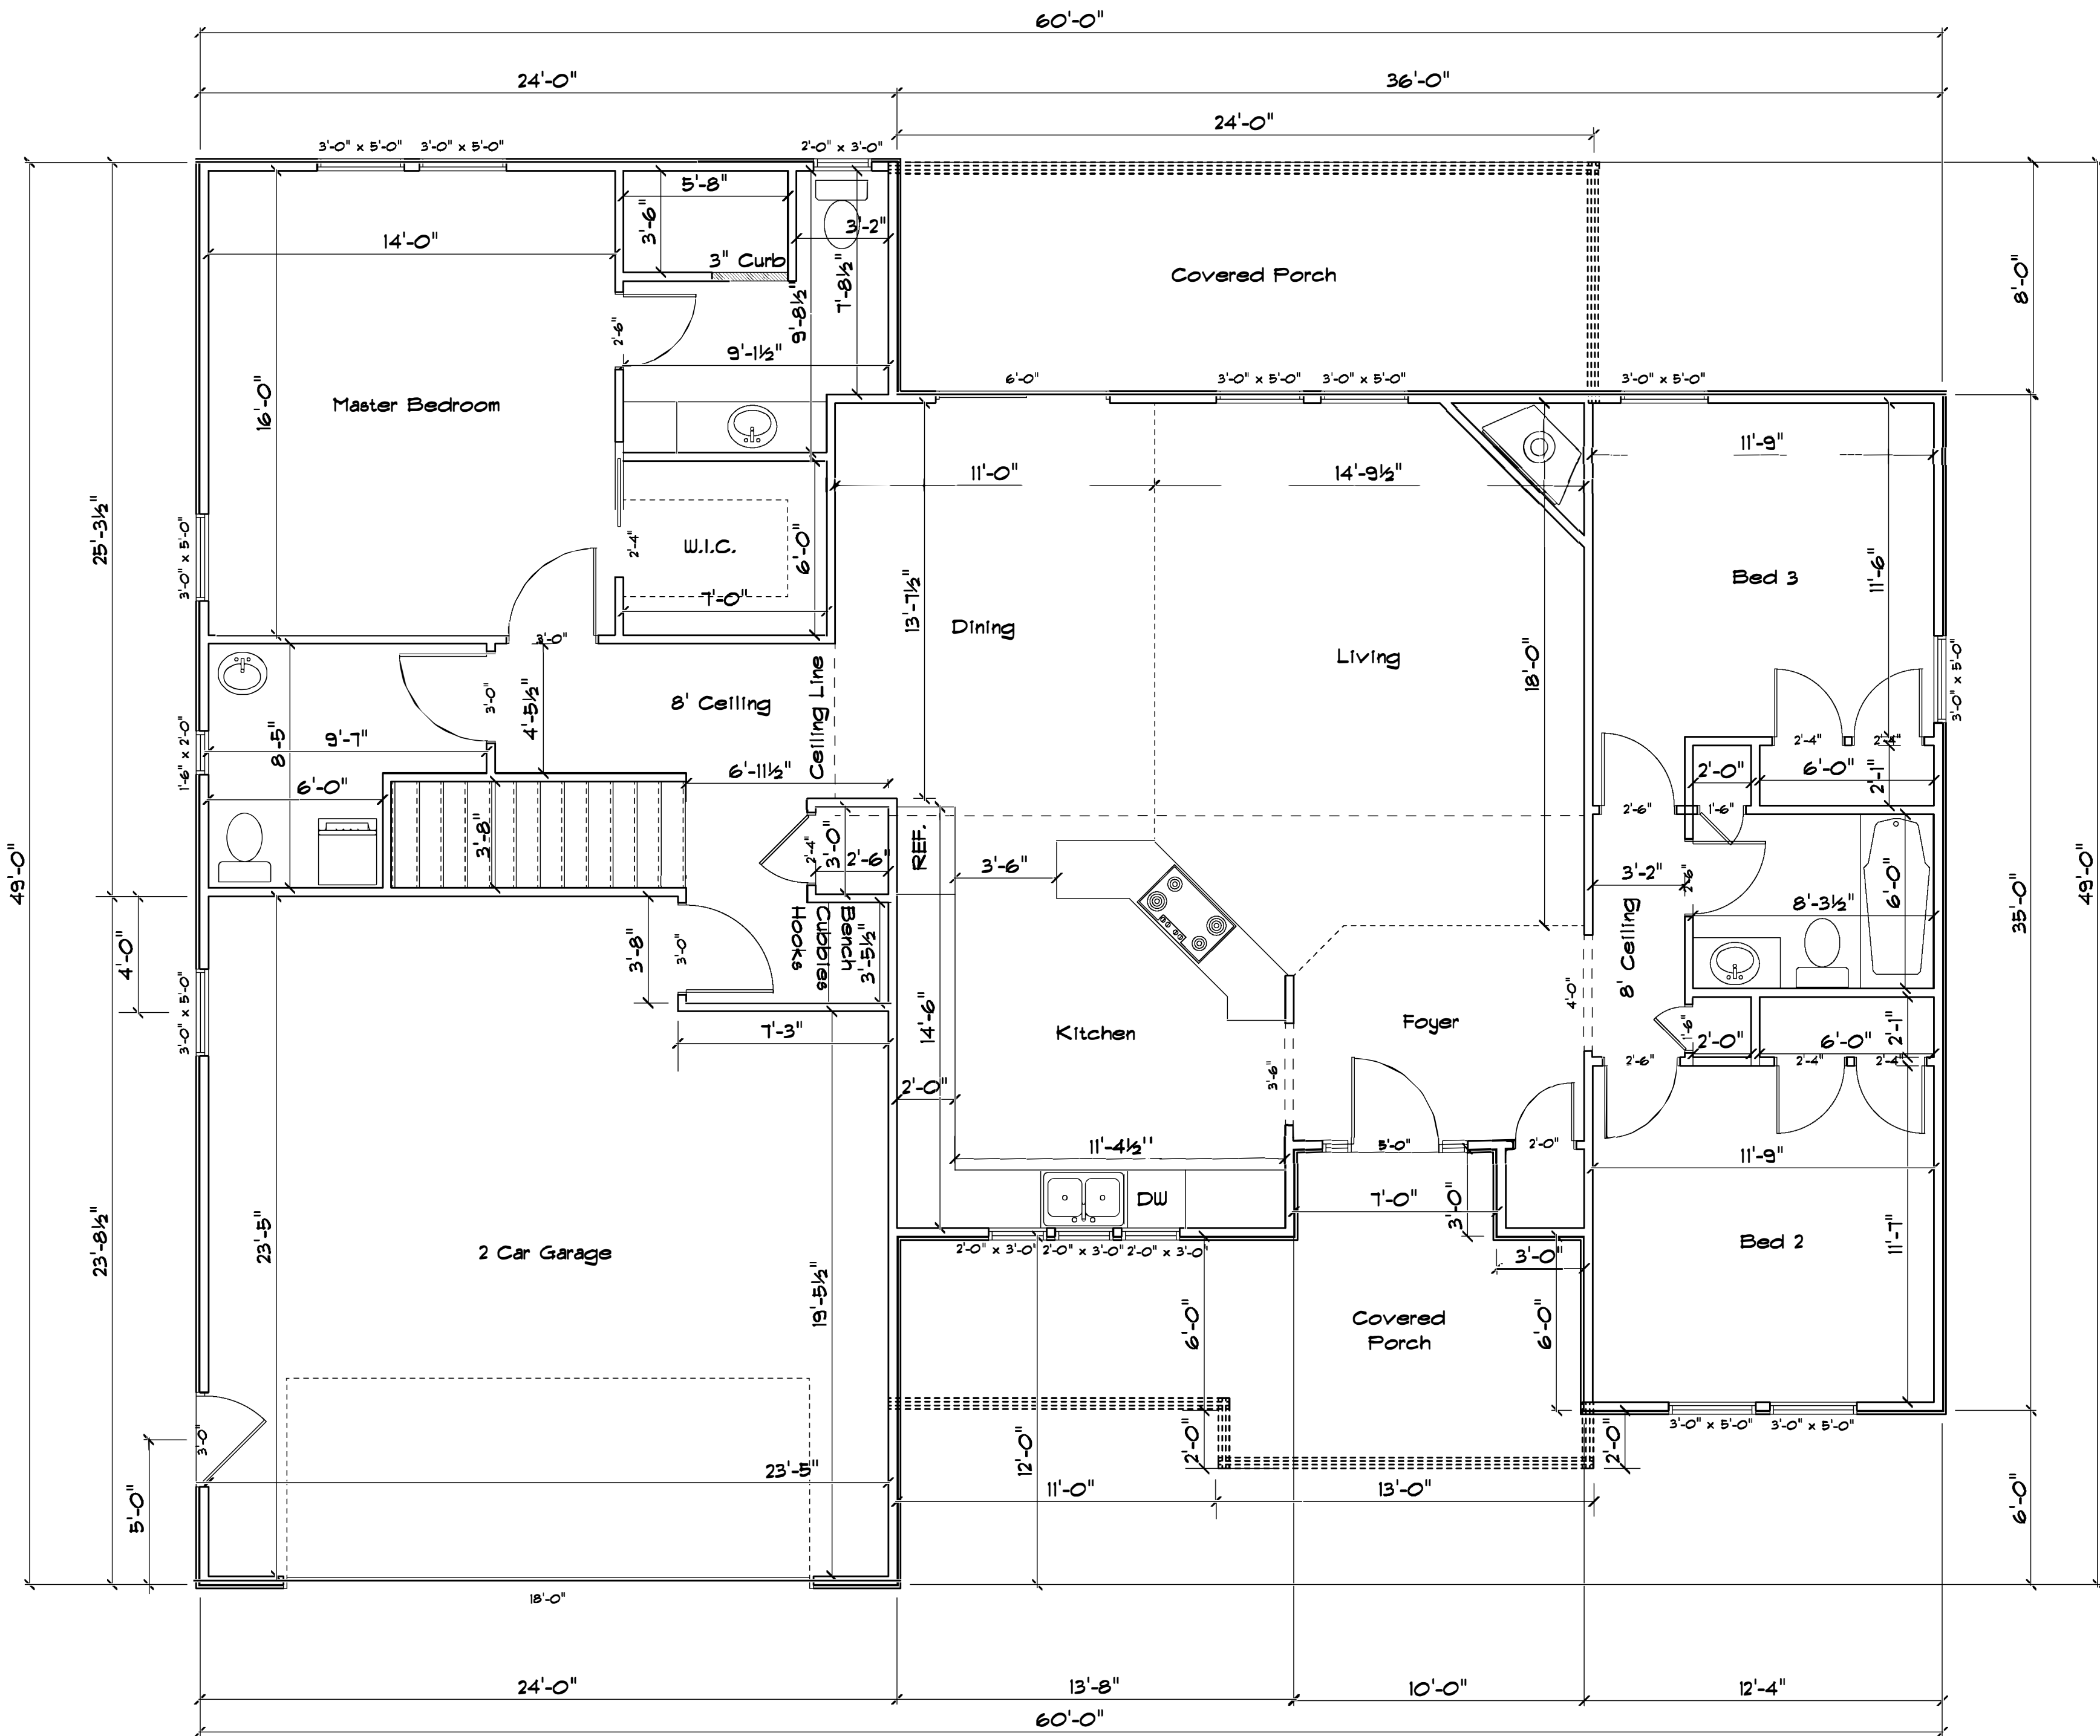 60'-0"
24'-0"
36'-0"
24'-0"
3'-0" x 5'-0"
3'-0" x 5'-0"
2'-0" x 3'-0"
5'-8"
3'-6"
3'-2"
14'-0"
3" Curb
7'-8½"
9'-8½"
Covered Porch
8'-0"
2'-6"
9'-1½"
6'-0"
3'-0" x 5'-0"
3'-0" x 5'-0"
3'-0" x 5'-0"
16'-0"
Master Bedroom
11'-9"
11'-0"
14'-9½"
25'-3½"
3'-0" x 5'-0"
2'-4"
W.I.C.
6'-0"
7'-0"
13'-7½"
Bed 3
11'-6"
Dining
Living
18'-0"
3'-0"
3'-0"
4'-5½"
8' Ceiling
Ceiling Line
3'-0" x 5'-0"
1'-6" x 2'-0"
8'-5"
9'-7"
6'-0"
6'-11½"
2'-4"
2'-4"
2'-0"
6'-0"
2'-1"
2'-6"
1'-6"
49'-0"
3'-8"
2'-4"
3'-0"
2'-6"
REF.
3'-6"
3'-2"
2'-6"
6'-0"
8'-3½"
35'-0"
49'-0"
4'-0"
3'-0" x 5'-0"
3'-8"
3'-0"
Bench
Cubbies
Hooks
3'-5½"
8' Ceiling
4'-0"
14'-6"
Kitchen
Foyer
7'-3"
1'-6"
2'-0"
6'-0"
2'-1"
2'-6"
2'-4"
2'-4"
2'-0"
3'-6"
11'-4½''
5'-0"
2'-0"
11'-9"
DW
7'-0"
3'-0"
23'-8½"
23'-5"
2 Car Garage
19'-5½"
2'-0" x 3'-0"
2'-0" x 3'-0"
2'-0" x 3'-0"
3'-0"
Bed 2
11'-7"
6'-0"
Covered
Porch
6'-0"
3'-0"
5'-0"
23'-5"
12'-0"
2'-0"
2'-0"
3'-0" x 5'-0"
3'-0" x 5'-0"
11'-0"
13'-0"
6'-0"
18'-0"
24'-0"
13'-8"
10'-0"
12'-4"
60'-0"